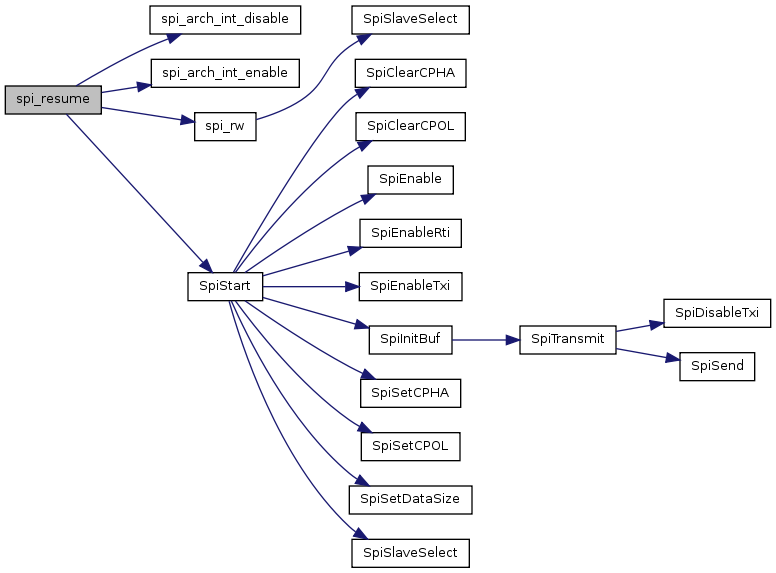 spi_arch_int_disable
SpiSlaveSelect
spi_arch_int_enable
SpiClearCPHA
spi_resume
spi_rw
SpiClearCPOL
SpiEnable
SpiEnableRti
SpiStart
SpiEnableTxi
SpiDisableTxi
SpiInitBuf
SpiTransmit
SpiSend
SpiSetCPHA
SpiSetCPOL
SpiSetDataSize
SpiSlaveSelect